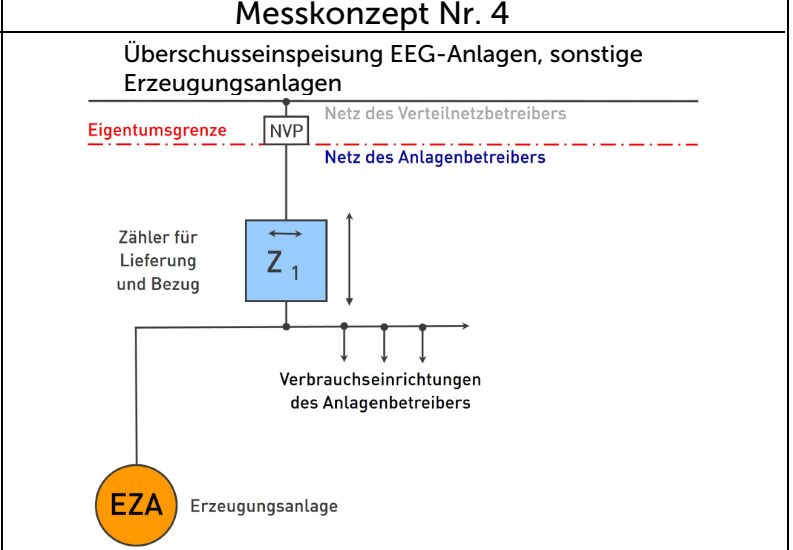 Messkonzept Nr. 4
Überschusseinspeisung EEG-Anlagen, sonstige
Erzeugungsanlagen
Netz des Verteilnetzbetreibers
Eigentumsgrenze
NVP
Netz des Anlagenbetreibers
Zähler für
Lieferung
und Bezug
Z 1
Verbrauchseinrichtungen
des Anlagenbetreibers
EZA
Erzeugungsanlage